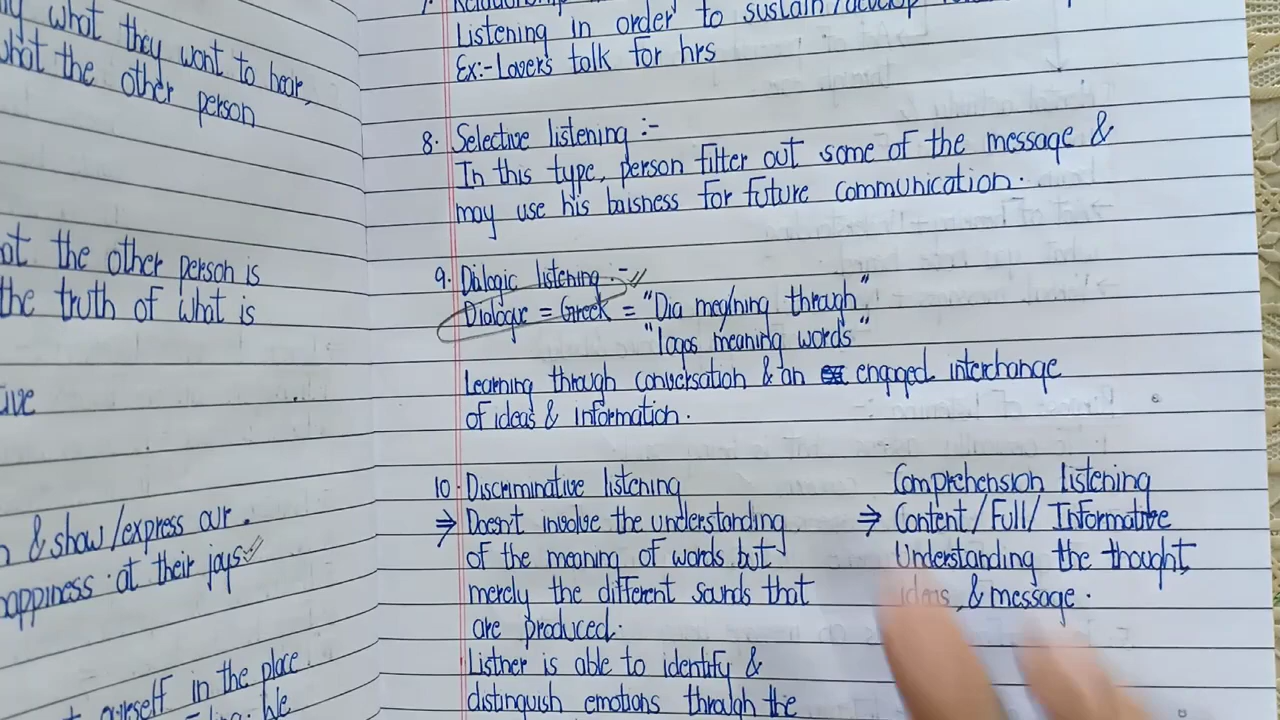 what they wont to hear,
what the other person
ot the other person is
the truth of what is
& show/express our.
happiness at their joys
in the place
We
Listening in order to sustain/develop
Ex:- Lovers talk for hrs
8. Selective listening :-
In this type, person filter out some of the message &
may use his baisness for future communication.
9. Dialogic listening :-
Dialogue = Greek = "Dia meaning through"
"logos meaning words"
Learning through conversation & an engaged interchange
of ideas & information.
10. Discriminative listening
⇒ Doesn't involve the understanding
of the meaning of words but
merely the different sounds that
are produced.
Listner is able to identify &
distinguish emotions through the
Comprehension listening
⇒ Content/Full/Informative
Understanding the thought,
ideas, & message.